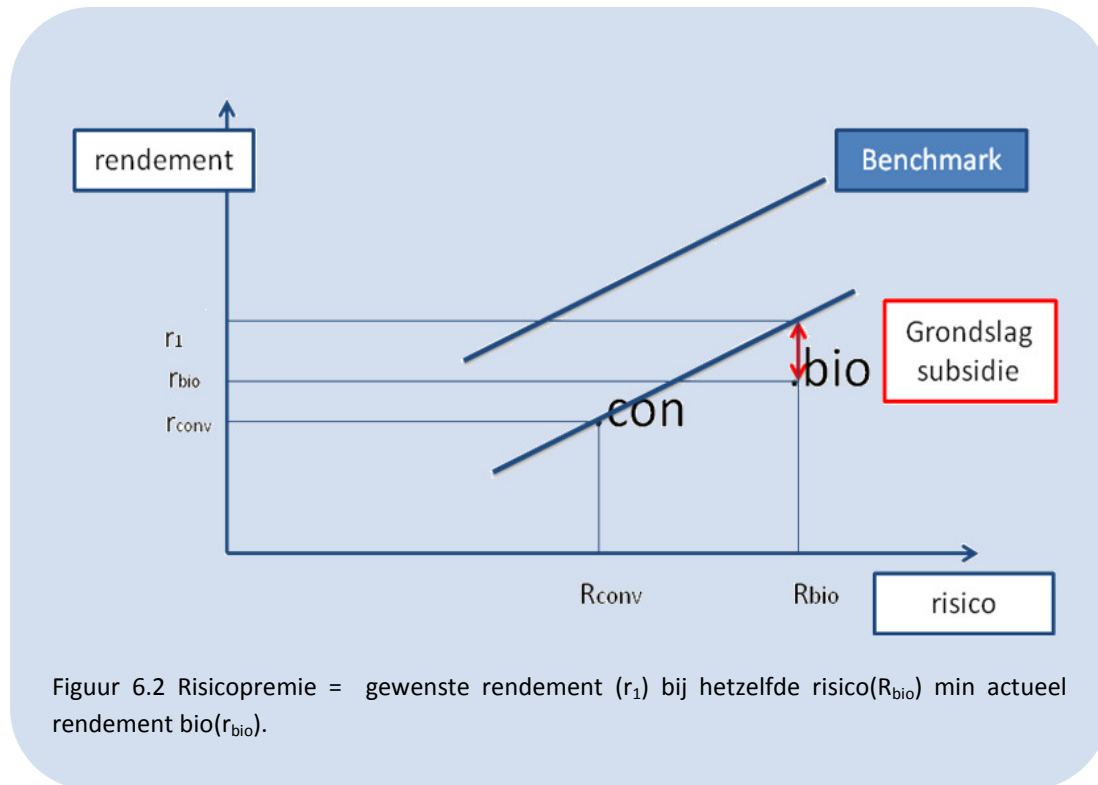 rendement
Benchmark
r₁
Grondslag
subsidie
rbio
.bio
rconv
.con
Rconv
Rbio
risico
Figuur 6.2 Risicopremie = gewenste rendement (r₁) bij hetzelfde risico(Rbio) min actueel
rendement bio(rbio).